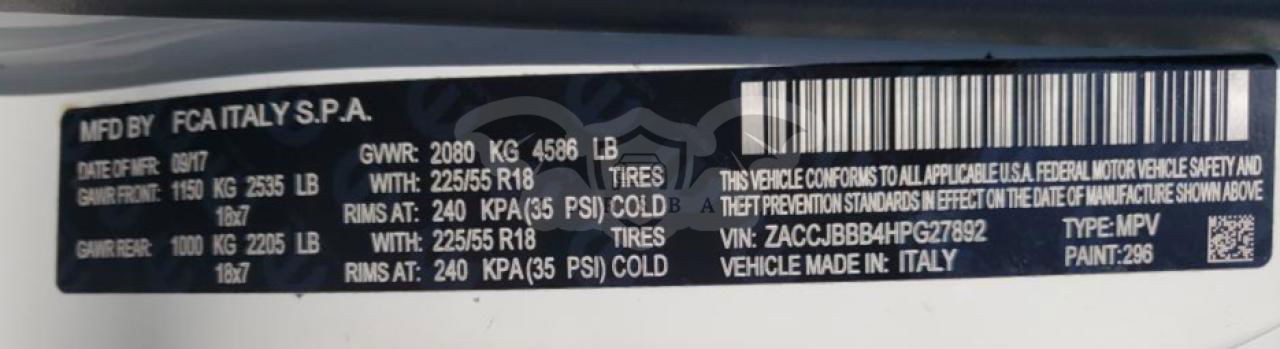 MFD BY FCA ITALY S.P.A.
DATE OF MFR: 09/17 GVWR: 2080 KG 4586 LB
GAWR FRONT: 1150 KG 2535 LB WITH: 225/55 R18 TIRES
18x7 RIMS AT: 240 KPA(35 PSI) COLD
GAWR REAR: 1000 KG 2205 LB WITH: 225/55 R18 TIRES
18x7 RIMS AT: 240 KPA(35 PSI) COLD
THIS VEHICLE CONFORMS TO ALL APPLICABLE U.S.A. FEDERAL MOTOR VEHICLE SAFETY AND
THEFT PREVENTION STANDARDS IN EFFECT ON THE DATE OF MANUFACTURE SHOWN ABOVE
VIN: ZACCJBBB4HPG27892 TYPE: MPV
VEHICLE MADE IN: ITALY PAINT: 296